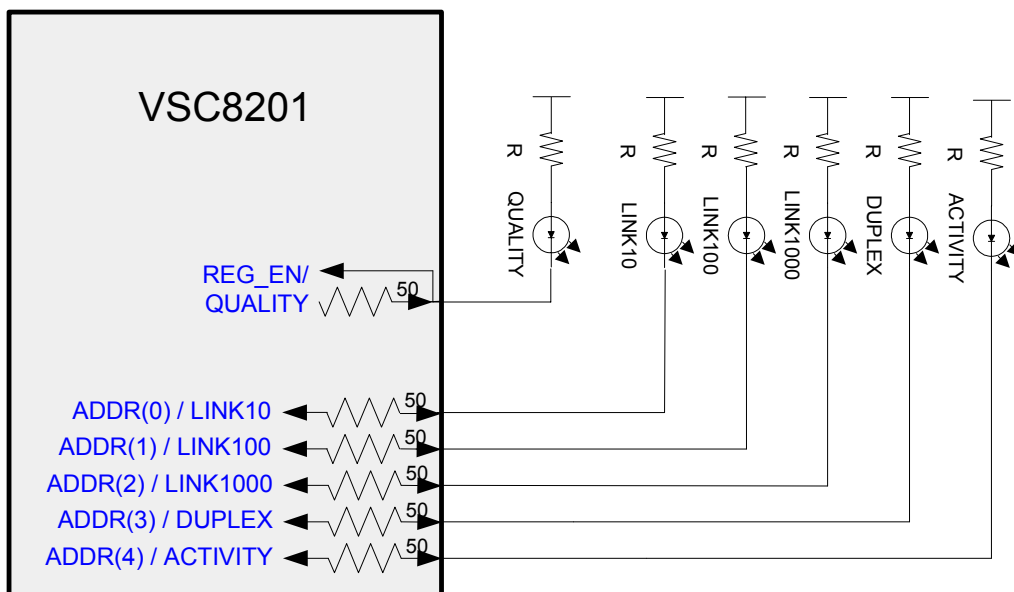 VSC8201
R
R
R
R
R
R
QUALITY
LINK10
LINK100
LINK1000
DUPLEX
ACTIVITY
REG_EN/
50
QUALITY
50
ADDR(0) / LINK10
50
ADDR(1) / LINK100
50
ADDR(2) / LINK1000
50
ADDR(3) / DUPLEX
50
ADDR(4) / ACTIVITY